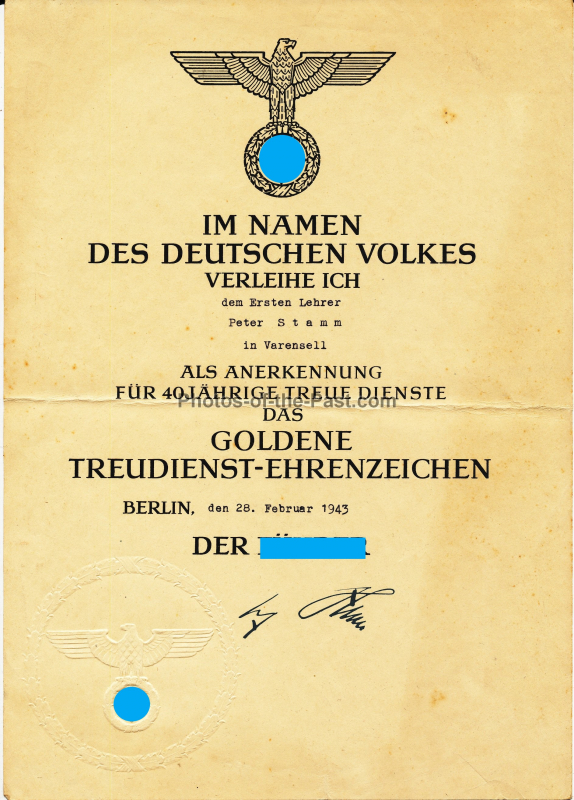 IM NAMEN
DES DEUTSCHEN VOLKES
VERLEIHE ICH
dem Ersten Lehrer
Peter S t a m m
in Varensell
ALS ANERKENNUNG
FÜR 40JÄHRIGE TREUE DIENSTE
Photos-of-the-Past.com
DAS
GOLDENE
TREUDIENST-EHRENZEICHEN
BERLIN, den 28. Februar 1943
DER